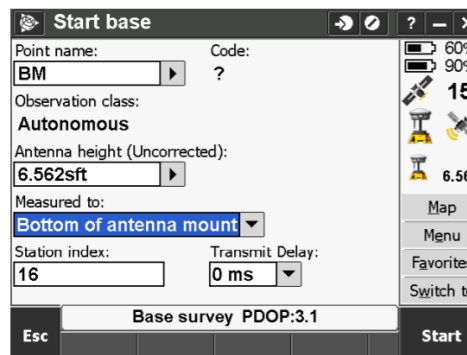 Start base
? — X
Point name: Code:
BM ?
Observation class:
Autonomous
Antenna height (Uncorrected):
6.562sft
Measured to:
Bottom of antenna mount
Station index: Transmit Delay:
16 0 ms
Base survey PDOP:3.1
Esc
60%
90%
15
6.56
Map
Menu
Favorites
Switch t
Start